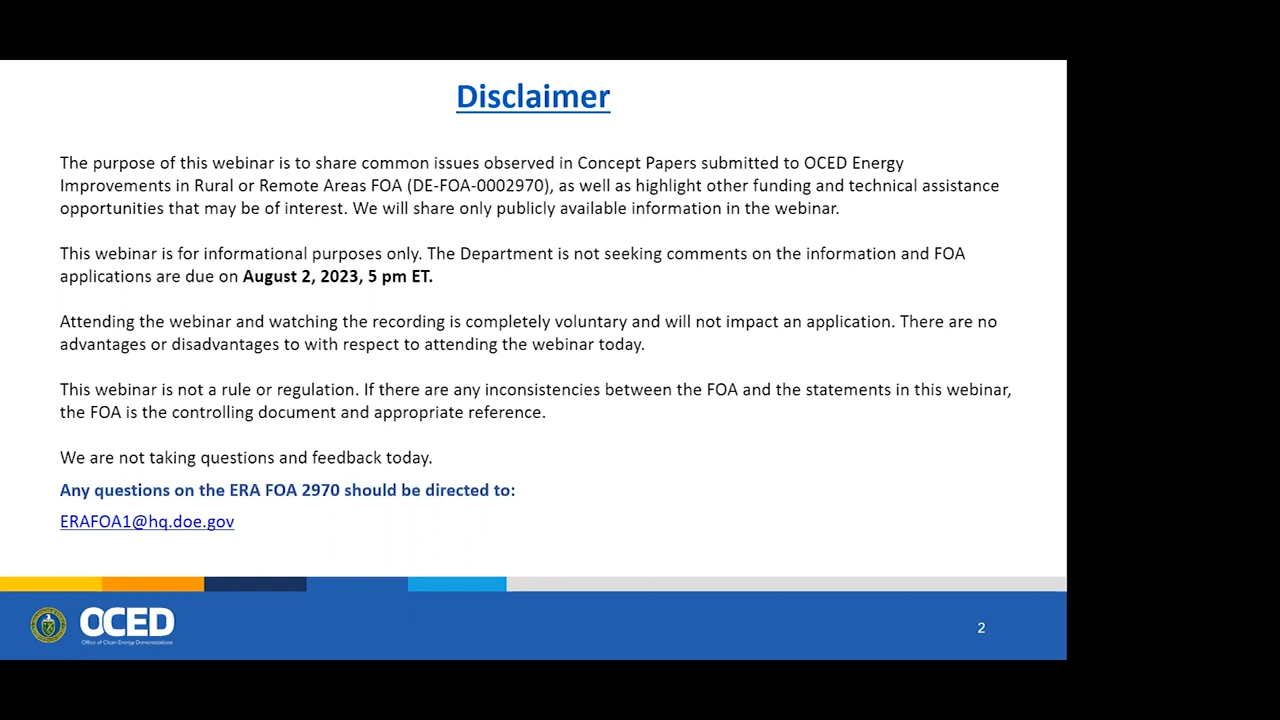 Disclaimer
The purpose of this webinar is to share common issues observed in Concept Papers submitted to OCED Energy
Improvements in Rural or Remote Areas FOA (DE-FOA-0002970), as well as highlight other funding and technical assistance
opportunities that may be of interest. We will share only publicly available information in the webinar.
This webinar is for informational purposes only. The Department is not seeking comments on the information and FOA
applications are due on August 2, 2023, 5 pm ET.
Attending the webinar and watching the recording is completely voluntary and will not impact an application. There are no
advantages or disadvantages to with respect to attending the webinar today.
This webinar is not a rule or regulation. If there are any inconsistencies between the FOA and the statements in this webinar,
the FOA is the controlling document and appropriate reference.
We are not taking questions and feedback today.
Any questions on the ERA FOA 2970 should be directed to:
ERAFOA1@hq.doe.gov
OCED
Office of Clean Energy Demonstrations
2